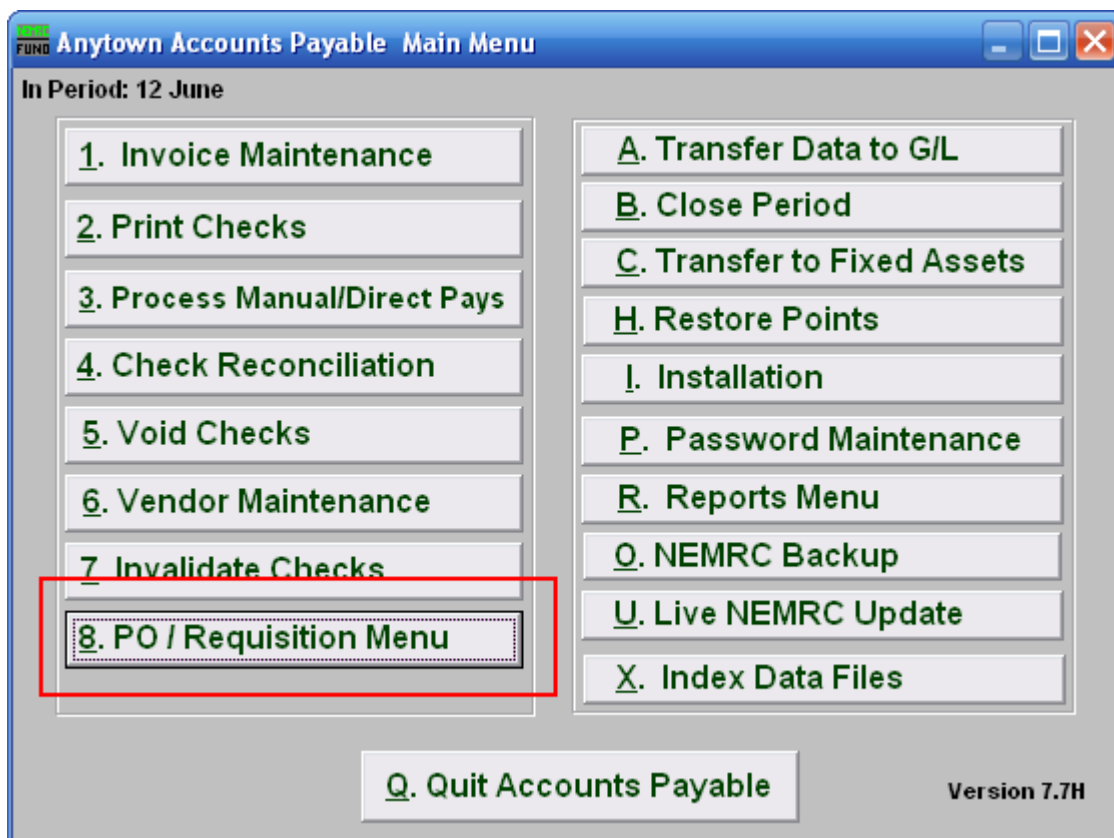 NEMRC
FUND Anytown Accounts Payable Main Menu
In Period: 12 June
1. Invoice Maintenance
2. Print Checks
3. Process Manual/Direct Pays
4. Check Reconciliation
5. Void Checks
6. Vendor Maintenance
7. Invalidate Checks
8. PO / Requisition Menu
A. Transfer Data to G/L
B. Close Period
C. Transfer to Fixed Assets
H. Restore Points
I. Installation
P. Password Maintenance
R. Reports Menu
O. NEMRC Backup
U. Live NEMRC Update
X. Index Data Files
Q. Quit Accounts Payable
Version 7.7H